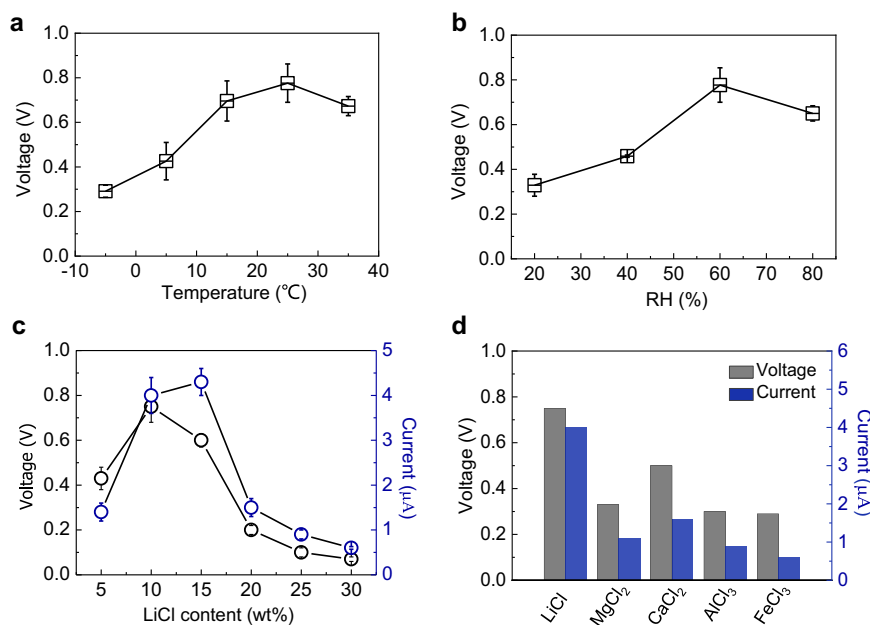 a
1.0
0.8
0.6
0.4
0.2
0.0
Voltage (V)
-10 0 10 20 30 40
Temperature (℃)
b
1.0
0.8
0.6
0.4
0.2
0.0
Voltage (V)
20 30 40 50 60 70 80
RH (%)
c
1.0
0.8
0.6
0.4
0.2
0.0
Voltage (V)
5
4
3
2
1
0
Current (μA)
5 10 15 20 25 30
LiCl content (wt%)
d
1.0
0.8
0.6
0.4
0.2
0.0
Voltage (V)
Voltage
Current
6
5
4
3
2
1
0
Current (μA)
LiCl
MgCl₂
CaCl₂
AlCl₃
FeCl₃